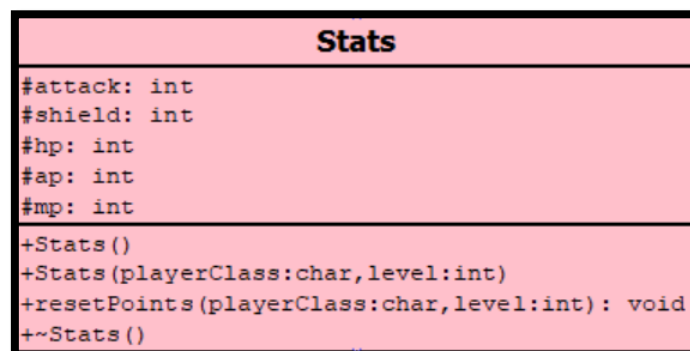 Stats
#attack: int
#shield: int
#hp: int
#ap: int
#mp: int
+Stats()
+Stats(playerClass:char,level:int)
+resetPoints(playerClass:char,level:int): void
+~Stats()